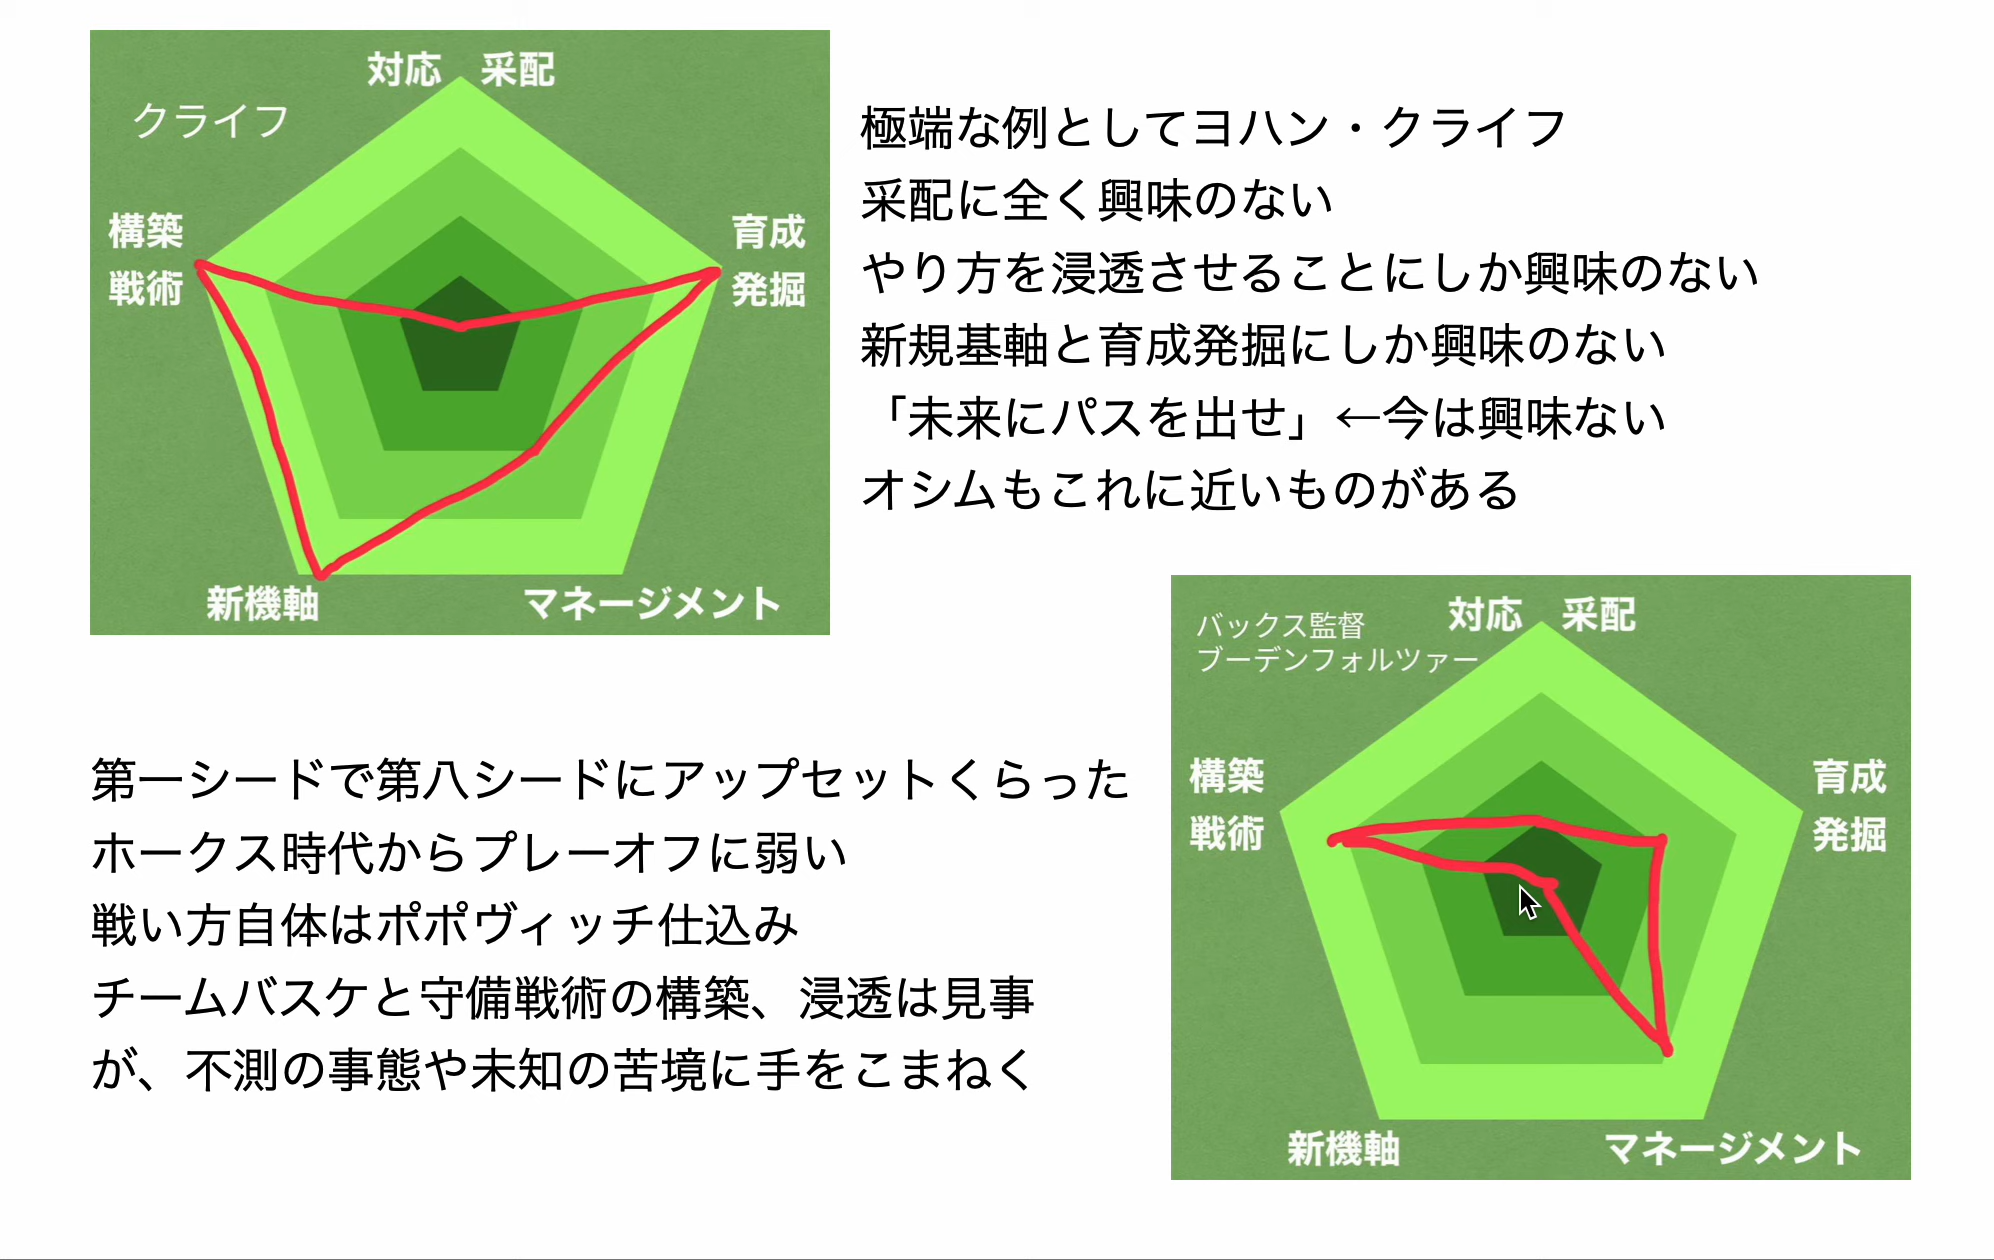 対応 采配
クライフ
構築
戦術
育成
発掘
新機軸
マネージメント
極端な例としてヨハン・クライフ
采配に全く興味のない
やり方を浸透させることにしか興味のない
新規基軸と育成発掘にしか興味のない
「未来にパスを出せ」←今は興味ない
オシムもこれに近いものがある
第一シードで第八シードにアップセットくらった
ホークス時代からプレーオフに弱い
戦い方自体はポポヴィッチ仕込み
チームバスケと守備戦術の構築、浸透は見事
が、不測の事態や未知の苦境に手をこまねく
対応 采配
バックス監督
ブーデンフォルツァー
構築
戦術
育成
発掘
新機軸
マネージメント